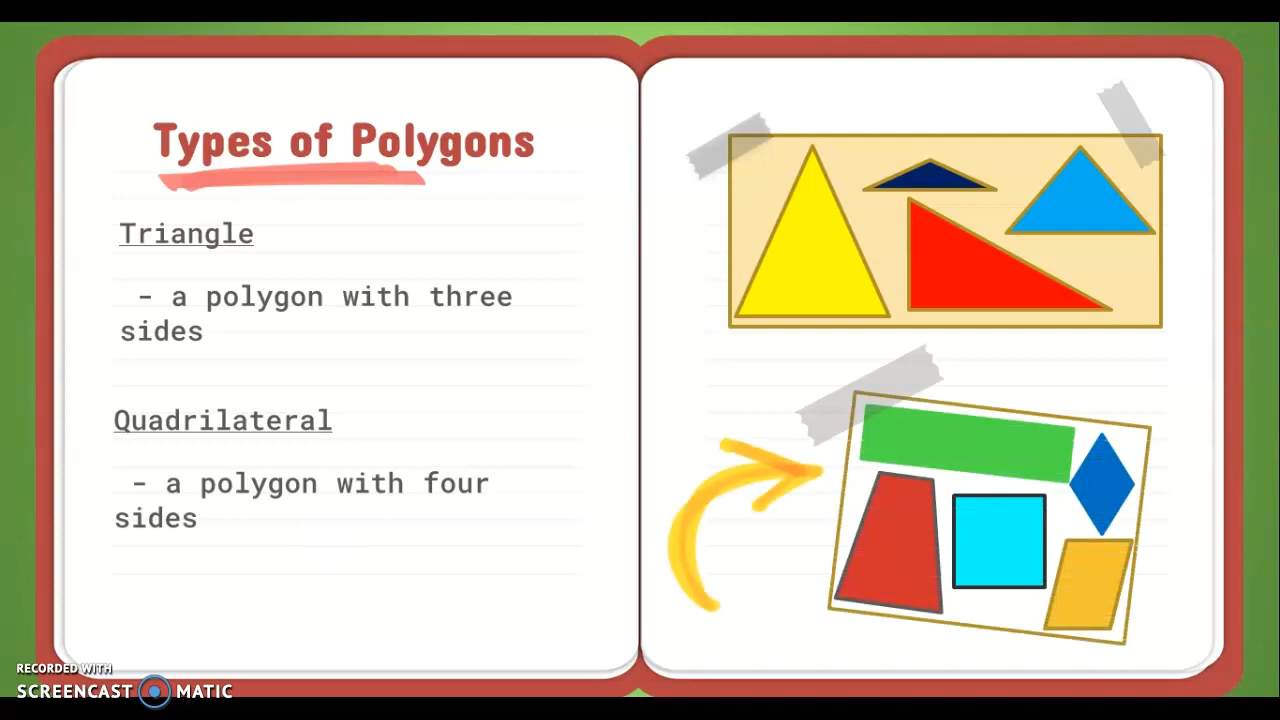 Types of Polygons
Triangle
- a polygon with three
sides
Quadrilateral
- a polygon with four
sides
RECORDED WITH
SCREENCAST MATIC